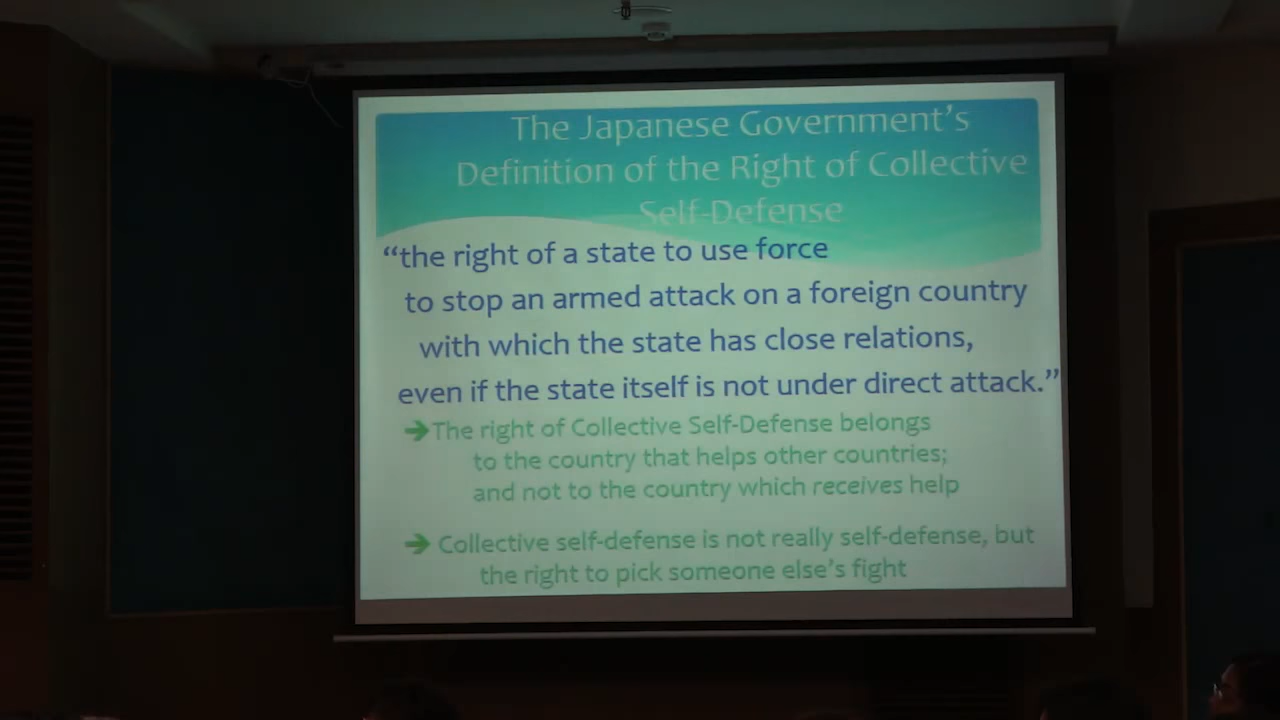 The Japanese Government's
Definition of the Right of Collective
Self-Defense
“the right of a state to use force
to stop an armed attack on a foreign country
with which the state has close relations,
even if the state itself is not under direct attack.”
➔The right of Collective Self-Defense belongs
to the country that helps other countries;
and not to the country which receives help
➔ Collective self-defense is not really self-defense, but
the right to pick someone else's fight